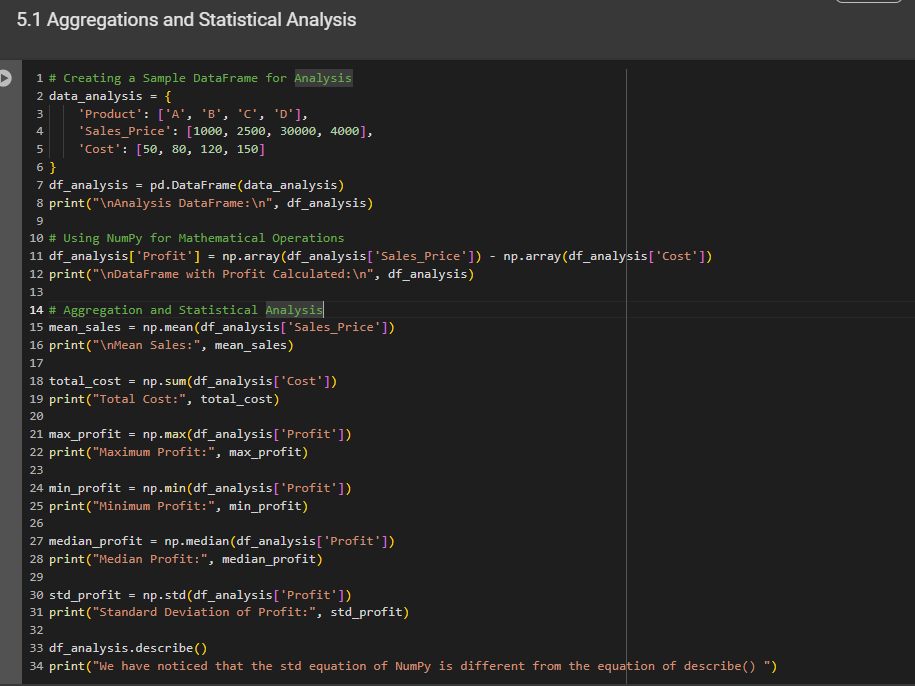 5.1 Aggregations and Statistical Analysis
1 # Creating a Sample DataFrame for Analysis
2 data_analysis = {
3     'Product': ['A', 'B', 'C', 'D'],
4     'Sales_Price': [1000, 2500, 30000, 4000],
5     'Cost': [50, 80, 120, 150]
6 }
7 df_analysis = pd.DataFrame(data_analysis)
8 print("\nAnalysis DataFrame:\n", df_analysis)
9
10 # Using NumPy for Mathematical Operations
11 df_analysis['Profit'] = np.array(df_analysis['Sales_Price']) - np.array(df_analysis['Cost'])
12 print("\nDataFrame with Profit Calculated:\n", df_analysis)
13
14 # Aggregation and Statistical Analysis
15 mean_sales = np.mean(df_analysis['Sales_Price'])
16 print("\nMean Sales:", mean_sales)
17
18 total_cost = np.sum(df_analysis['Cost'])
19 print("Total Cost:", total_cost)
20
21 max_profit = np.max(df_analysis['Profit'])
22 print("Maximum Profit:", max_profit)
23
24 min_profit = np.min(df_analysis['Profit'])
25 print("Minimum Profit:", min_profit)
26
27 median_profit = np.median(df_analysis['Profit'])
28 print("Median Profit:", median_profit)
29
30 std_profit = np.std(df_analysis['Profit'])
31 print("Standard Deviation of Profit:", std_profit)
32
33 df_analysis.describe()
34 print("We have noticed that the std equation of NumPy is different from the equation of describe() ")